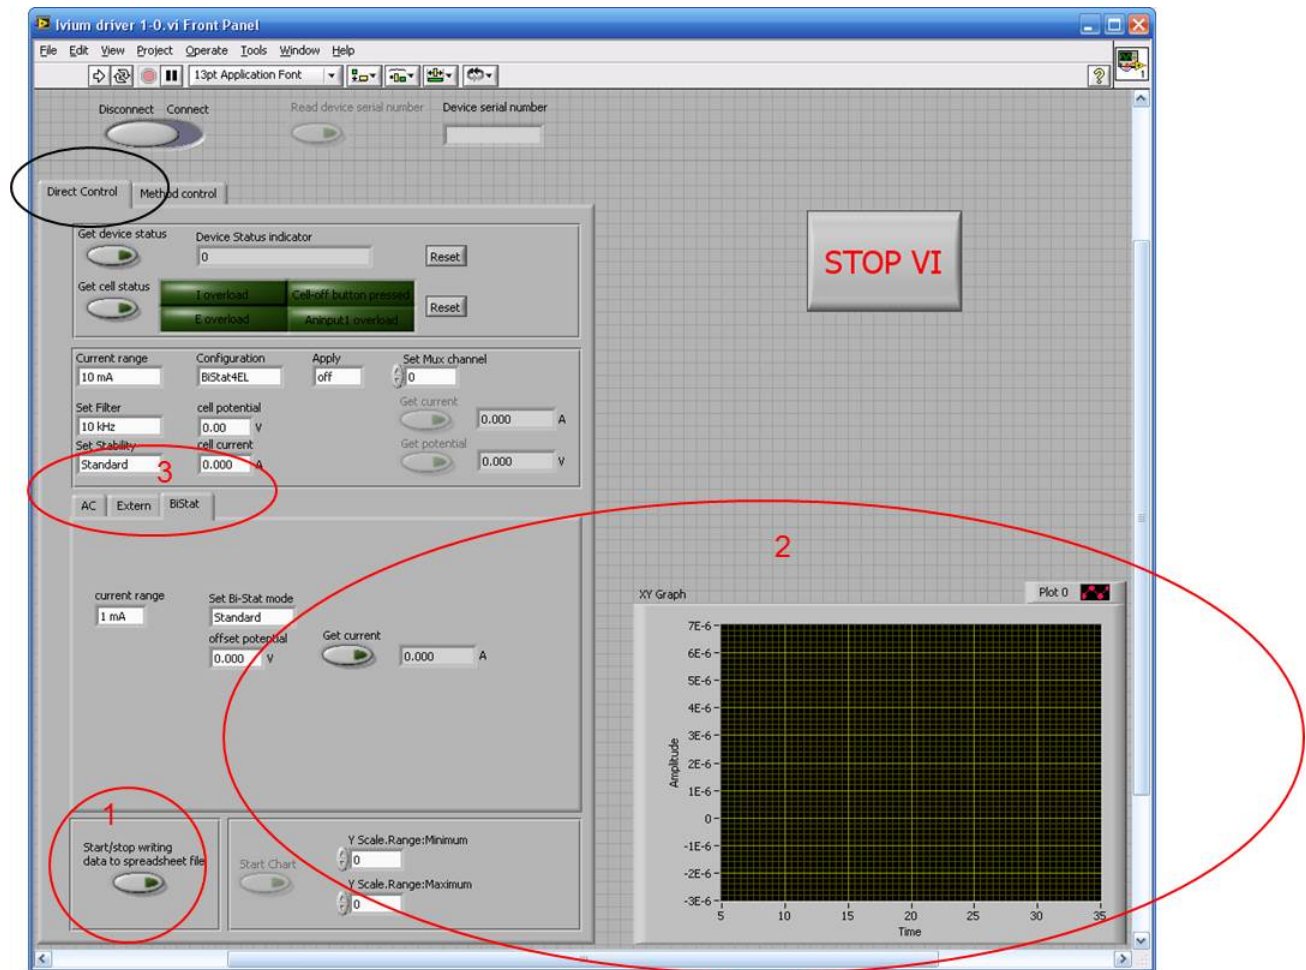 Ivium driver 1-0.vi Front Panel
File Edit View Project Operate Tools Window Help
13pt Application Font
1
Disconnect Connect
Read device serial number
Device serial number
Direct Control
Method control
Get device status
Device Status indicator
0
Reset
Get cell status
I overload
Cell-off button pressed
E overload
Aninput1 overload
Reset
STOP VI
Current range
Configuration
Apply
Set Mux channel
10 mA
BiStat4EL
off
0
Set Filter
cell potential
Get current
10 kHz
0.00 V
0.000 A
Set Stability
cell current
Get potential
Standard
0.000 A
0.000 V
3
AC Extern BiStat
2
current range
Set Bi-Stat mode
1 mA
Standard
offset potential
Get current
0.000 V
0.000 A
XY Graph
Plot 0
7E-6
6E-6
5E-6
4E-6
3E-6
2E-6
1E-6
0
-1E-6
-2E-6
-3E-6
Amplitude
5 10 15 20 25 30 35
Time
1
Start/stop writing
data to spreadsheet file
Start Chart
Y Scale.Range:Minimum
0
Y Scale.Range:Maximum
0